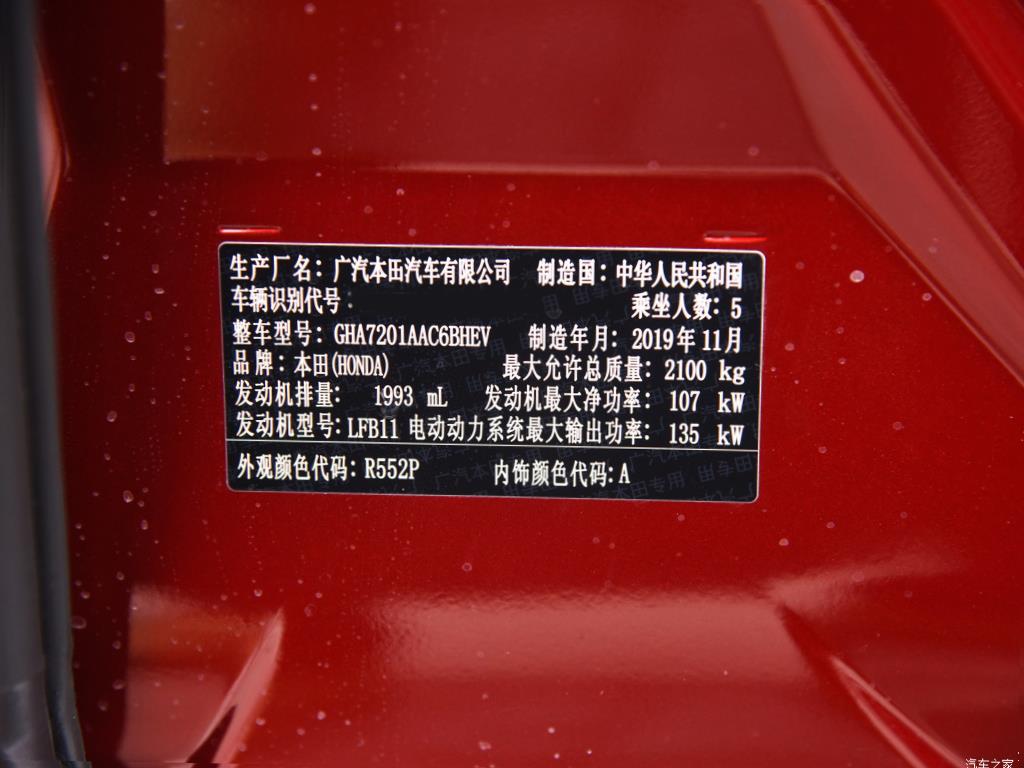 生产厂名：广汽本田汽车有限公司 制造国：中华人民共和国
车辆识别代号： 乘坐人数：5
整车型号：GHA7201AAC6BHEV 制造年月：2019年11月
品牌：本田(HONDA) 最大允许总质量：2100 kg
发动机排量： 1993 mL 发动机最大净功率：107 kW
发动机型号：LFB11 电动动力系统最大输出功率：135 kW
外观颜色代码：R552P 内饰颜色代码：A
汽车之家